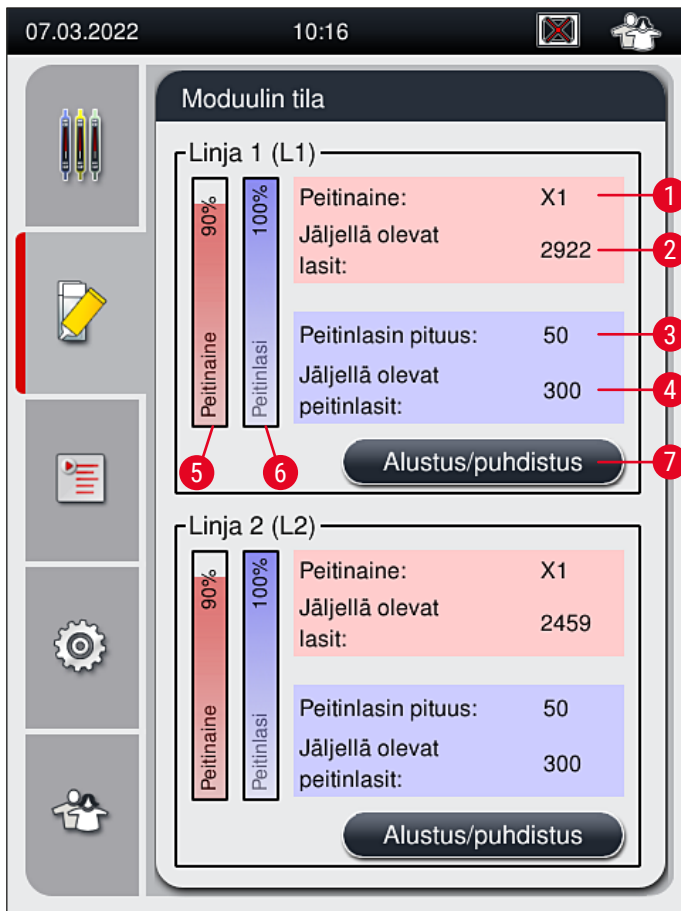 07.03.2022 10:16
Moduulin tila
Linja 1 (L1)
90%
Peitinaine
100%
Peitinlasi
Peitinaine: X1 1
Jäljellä olevat
lasit: 2922 2
Peitinlasin pituus: 50 3
Jäljellä olevat
peitinlasit: 300 4
5 6
Alustus/puhdistus 7
Linja 2 (L2)
90%
Peitinaine
100%
Peitinlasi
Peitinaine: X1
Jäljellä olevat
lasit: 2459
Peitinlasin pituus: 50
Jäljellä olevat
peitinlasit: 300
Alustus/puhdistus